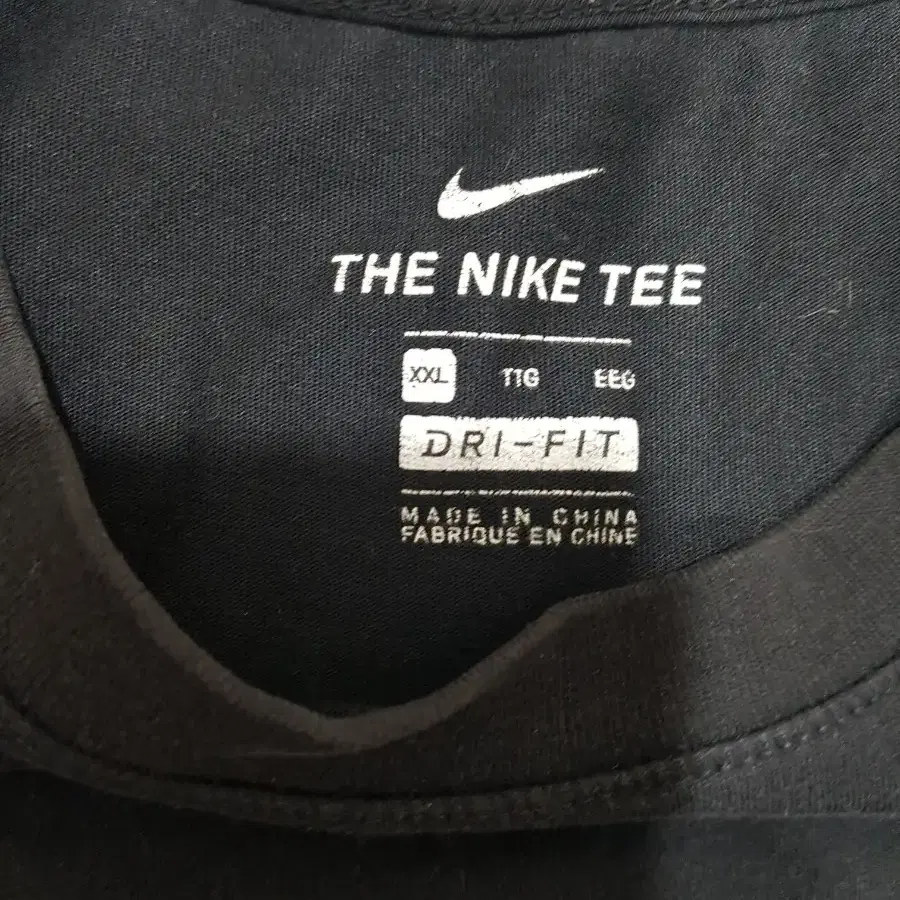 THE NIKE TEE
XXL TTG EEG
DRI-FIT
MADE IN CHINA
FABRIQUE EN CHINE